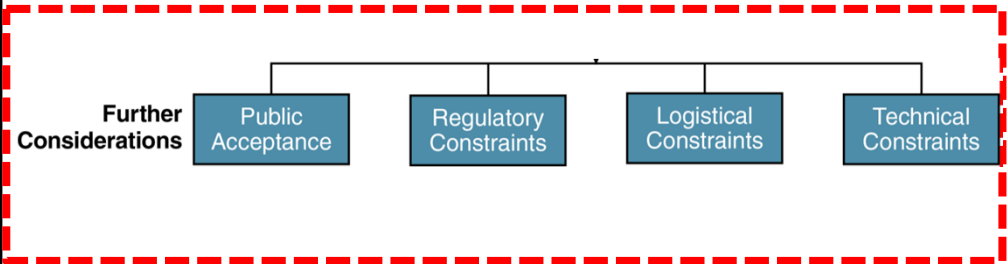 Further
Considerations
Public
Acceptance
Regulatory
Constraints
Logistical
Constraints
Technical
Constraints